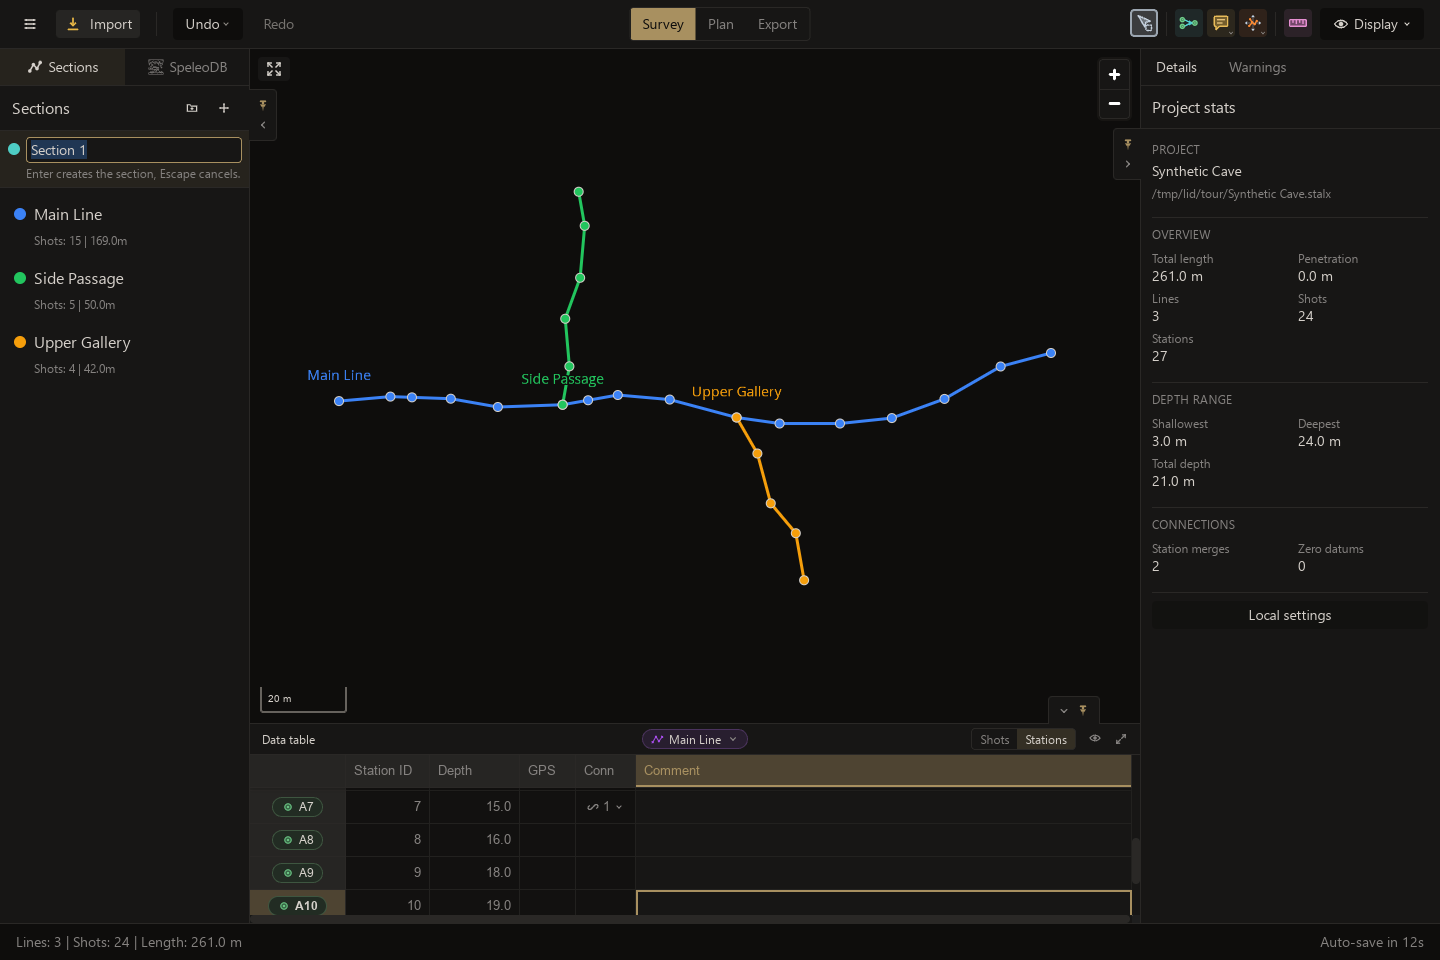 Import
Undo
Redo
Survey
Plan
Export
Display
Sections
SpeleoDB
Sections
Section 1
Enter creates the section, Escape cancels.
Main Line
Shots: 15 | 169.0m
Side Passage
Shots: 5 | 50.0m
Upper Gallery
Shots: 4 | 42.0m
Main Line
Side Passage
Upper Gallery
20 m
Details
Warnings
Project stats
PROJECT
Synthetic Cave
/tmp/lid/tour/Synthetic Cave.stalx
OVERVIEW
Total length
Penetration
261.0 m
0.0 m
Lines
Shots
3
24
Stations
27
DEPTH RANGE
Shallowest
Deepest
3.0 m
24.0 m
Total depth
21.0 m
CONNECTIONS
Station merges
Zero datums
2
0
Local settings
Data table
Main Line
Shots
Stations
Station ID
Depth
GPS
Conn
Comment
A7 7 15.0 1
A8 8 16.0
A9 9 18.0
A10 10 19.0
Lines: 3 | Shots: 24 | Length: 261.0 m
Auto-save in 12s